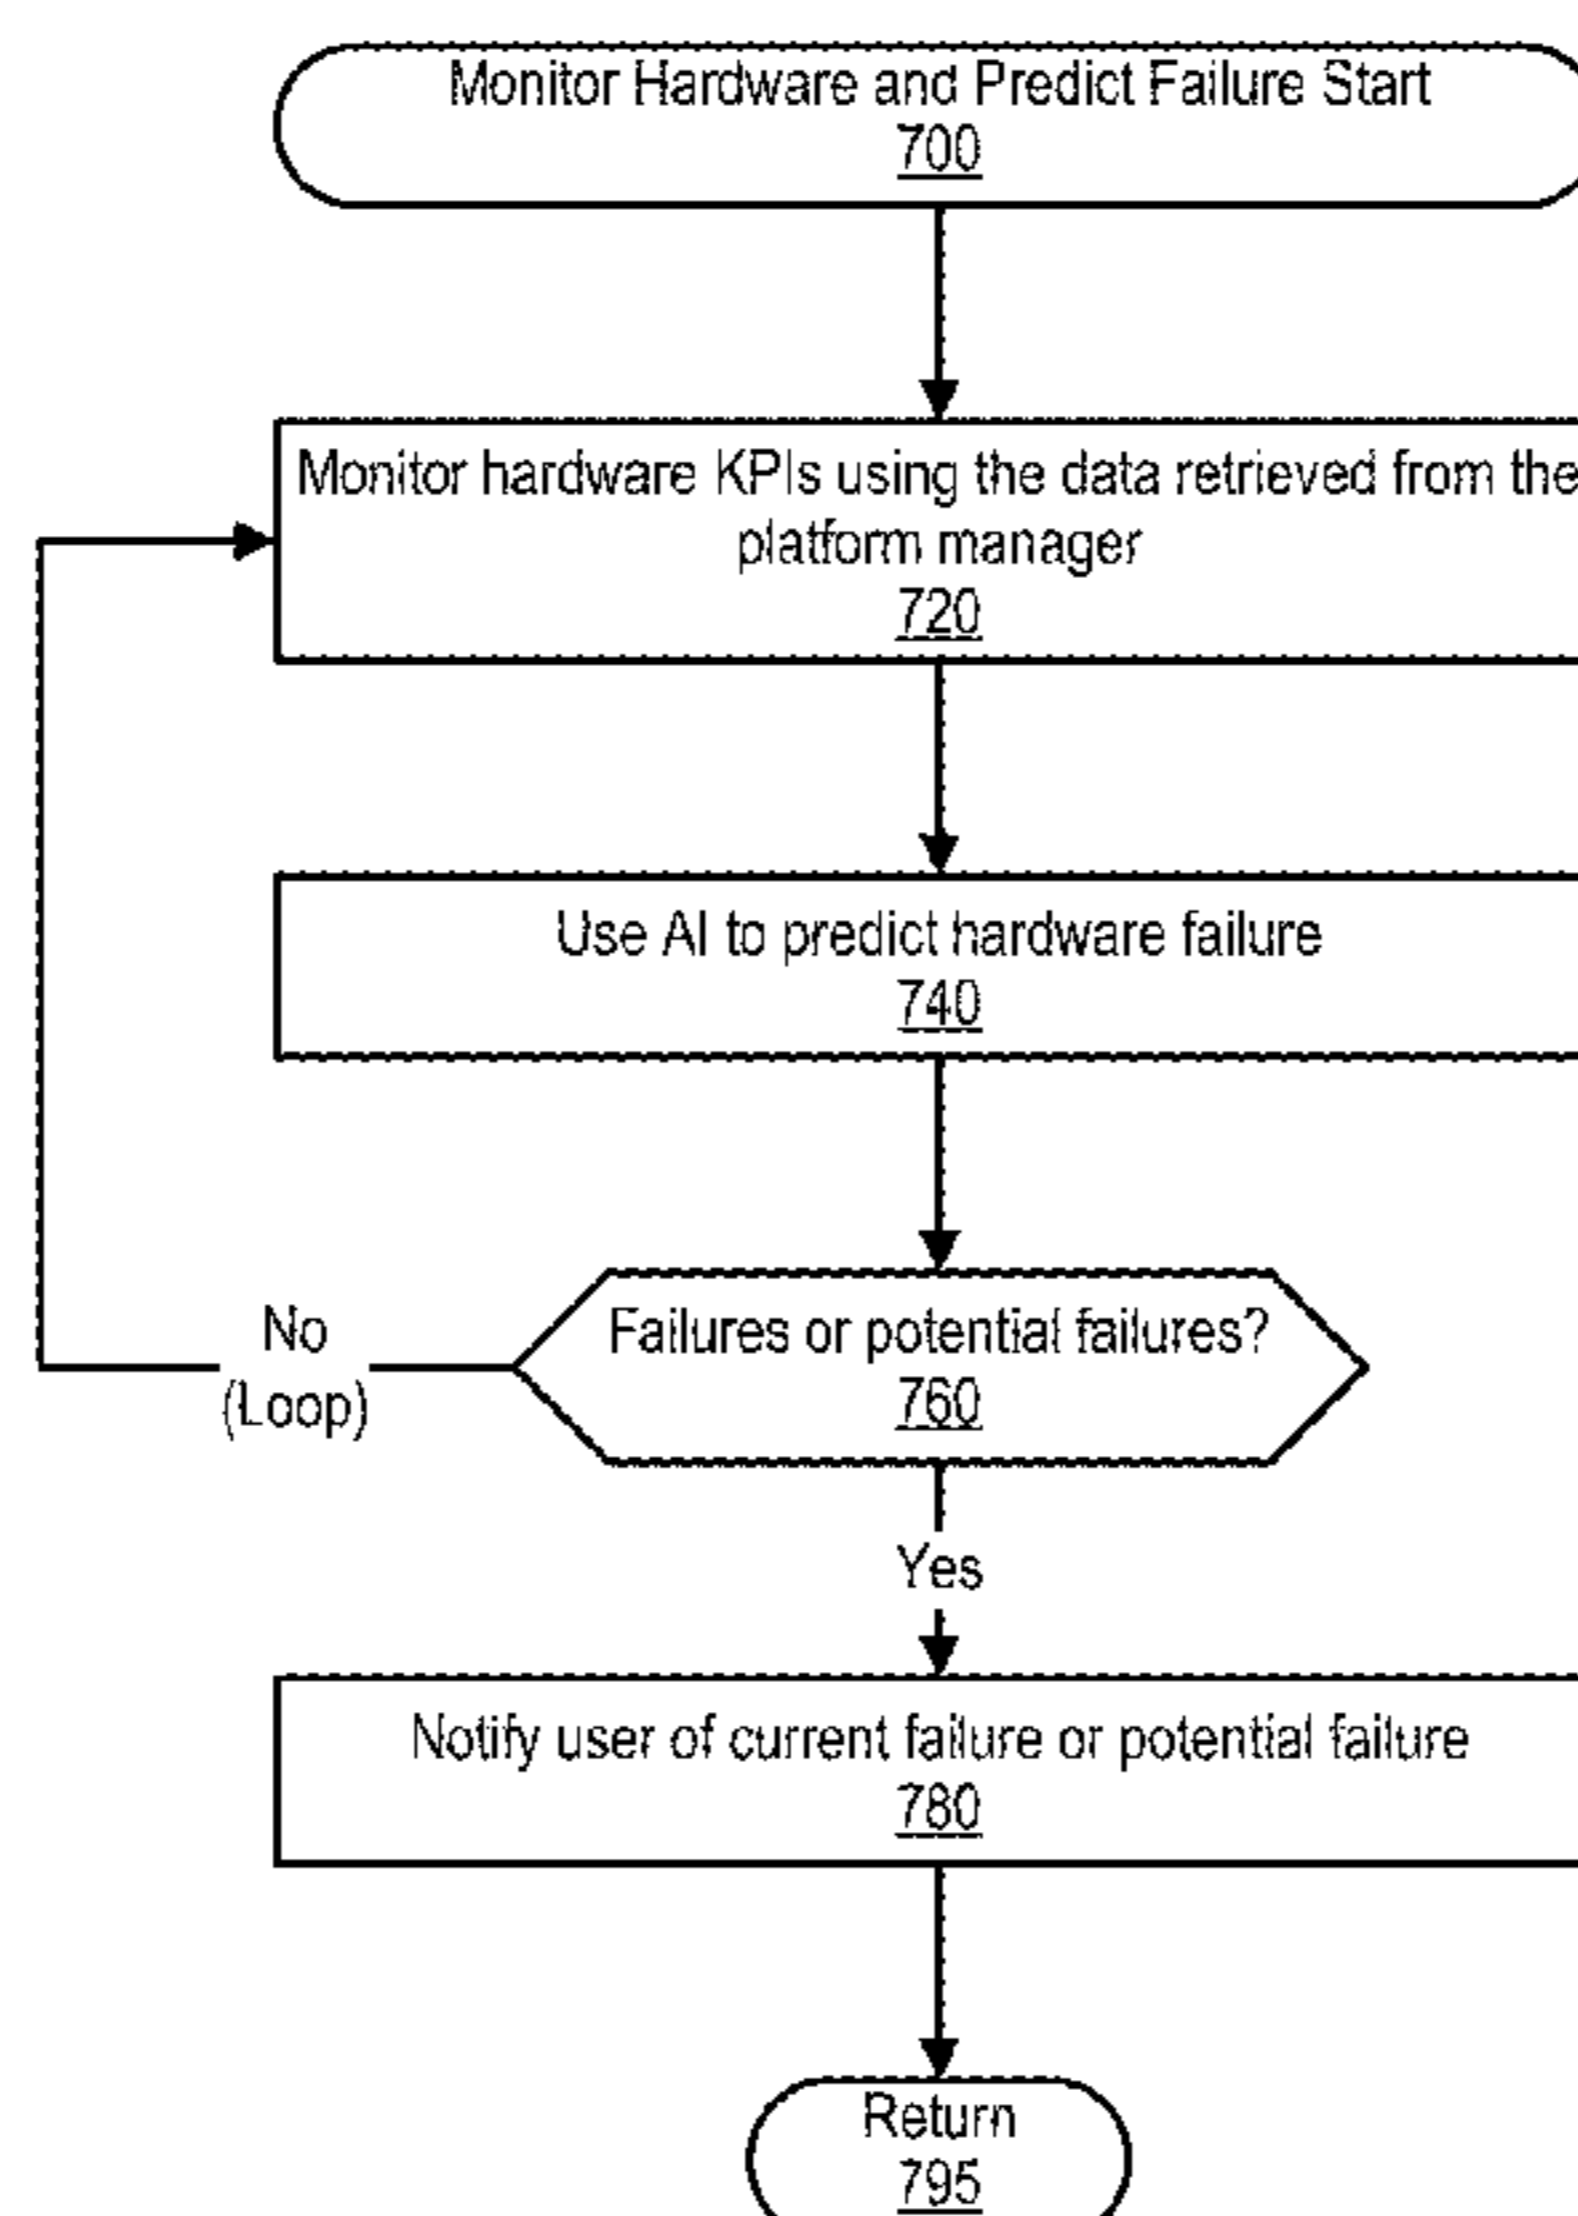 Monitor Hardware and Predict Failure Start
700
Monitor hardware KPIs using the data retrieved from the
platform manager
720
Use AI to predict hardware failure
740
Failures or potential failures?
760
No
(Loop)
Yes
Notify user of current failure or potential failure
780
Return
795